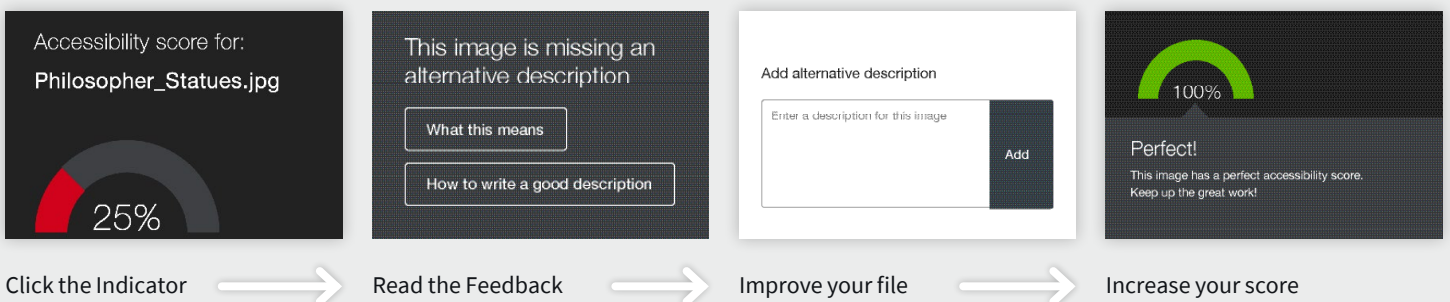 Accessibility score for:
Philosopher_Statues.jpg
25%
Click the Indicator
This image is missing an
alternative description
What this means
How to write a good description
Read the Feedback
Add alternative description
Enter a description for this image
Add
Improve your file
100%
Perfect!
This image has a perfect accessibility score.
Keep up the great work!
Increase your score